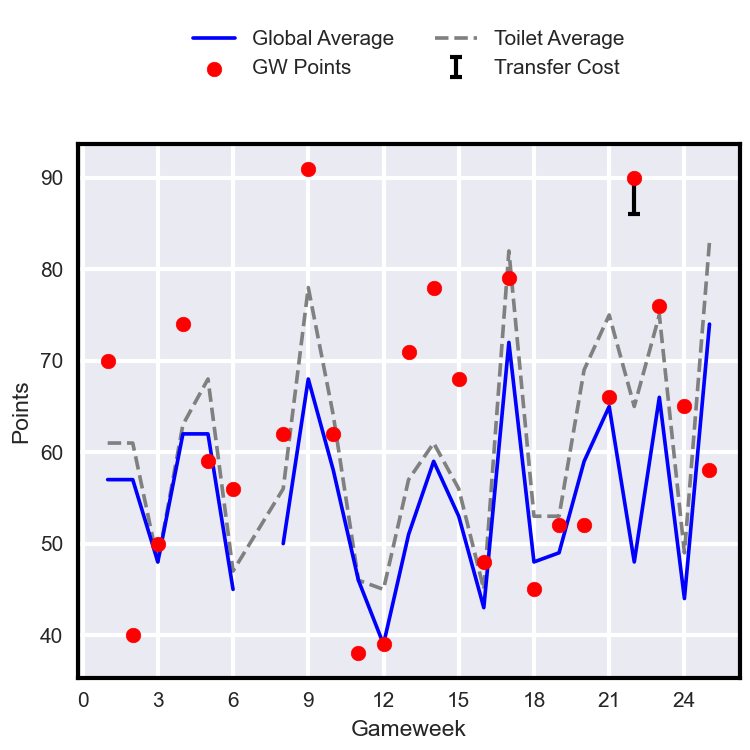 Global Average
Toilet Average
GW Points
Transfer Cost
90
80
70
60
50
40
Points
0 3 6 9 12 15 18 21 24
Gameweek